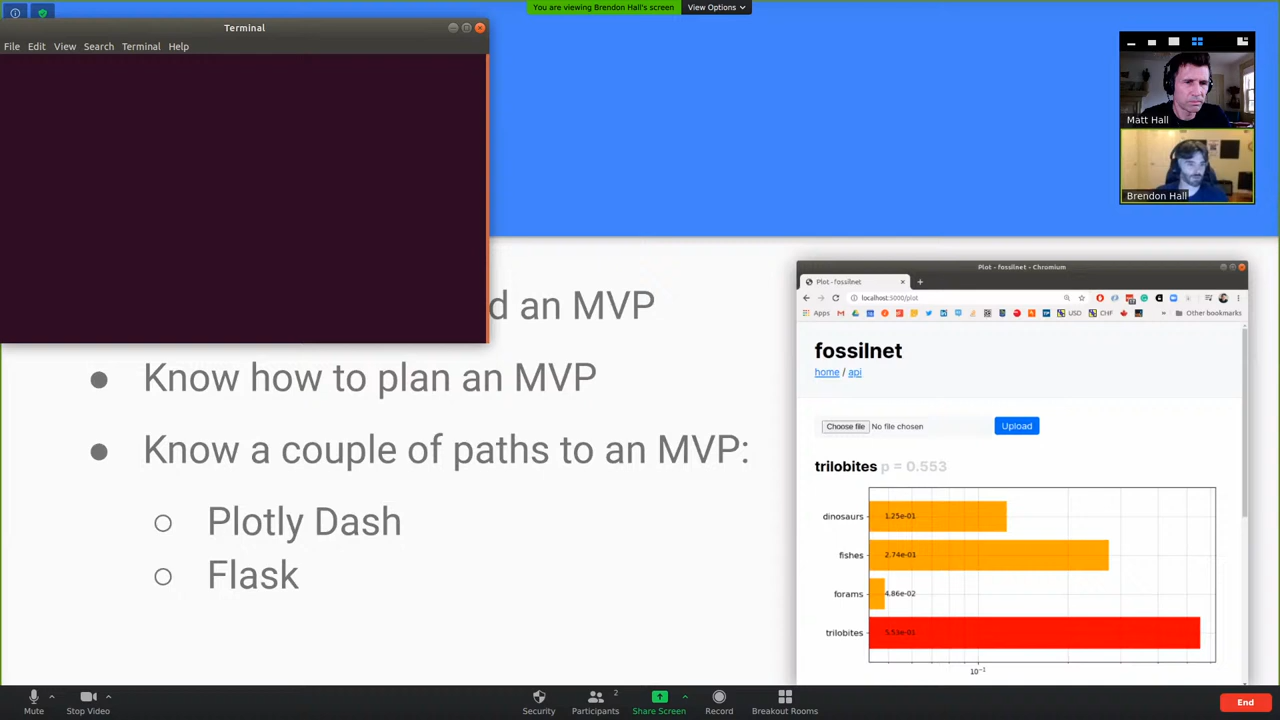 You are viewing Brendon Hall's screen
View Options
Terminal
File Edit View Search Terminal Help
Matt Hall
Brendon Hall
d an MVP
Know how to plan an MVP
Know a couple of paths to an MVP:
Plotly Dash
Flask
Plot - fossilnet - Chromium
Plot - fossilnet
localhost:5000/plot
Apps
USD
CHF
Other bookmarks
fossilnet
home / api
Choose file No file chosen
Upload
trilobites p = 0.553
dinosaurs 1.25e-01
fishes 2.74e-01
forams 4.86e-02
trilobites 5.53e-01
10⁻¹
Mute
Stop Video
Security
Participants 2
Share Screen
Record
Breakout Rooms
End